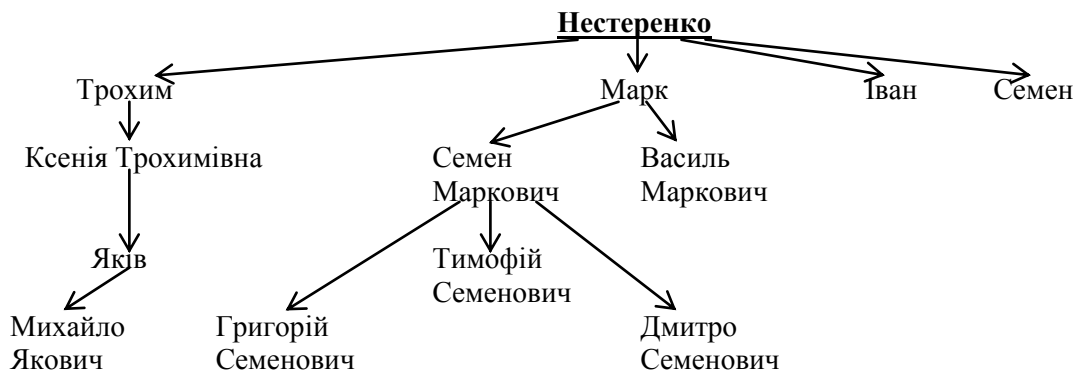 Нестеренко
Трохим Марк Іван Семен
Ксенія Трохимівна Семен Василь
Маркович Маркович
Яків Тимофій
Семенович
Михайло Григорій Дмитро
Якович Семенович Семенович